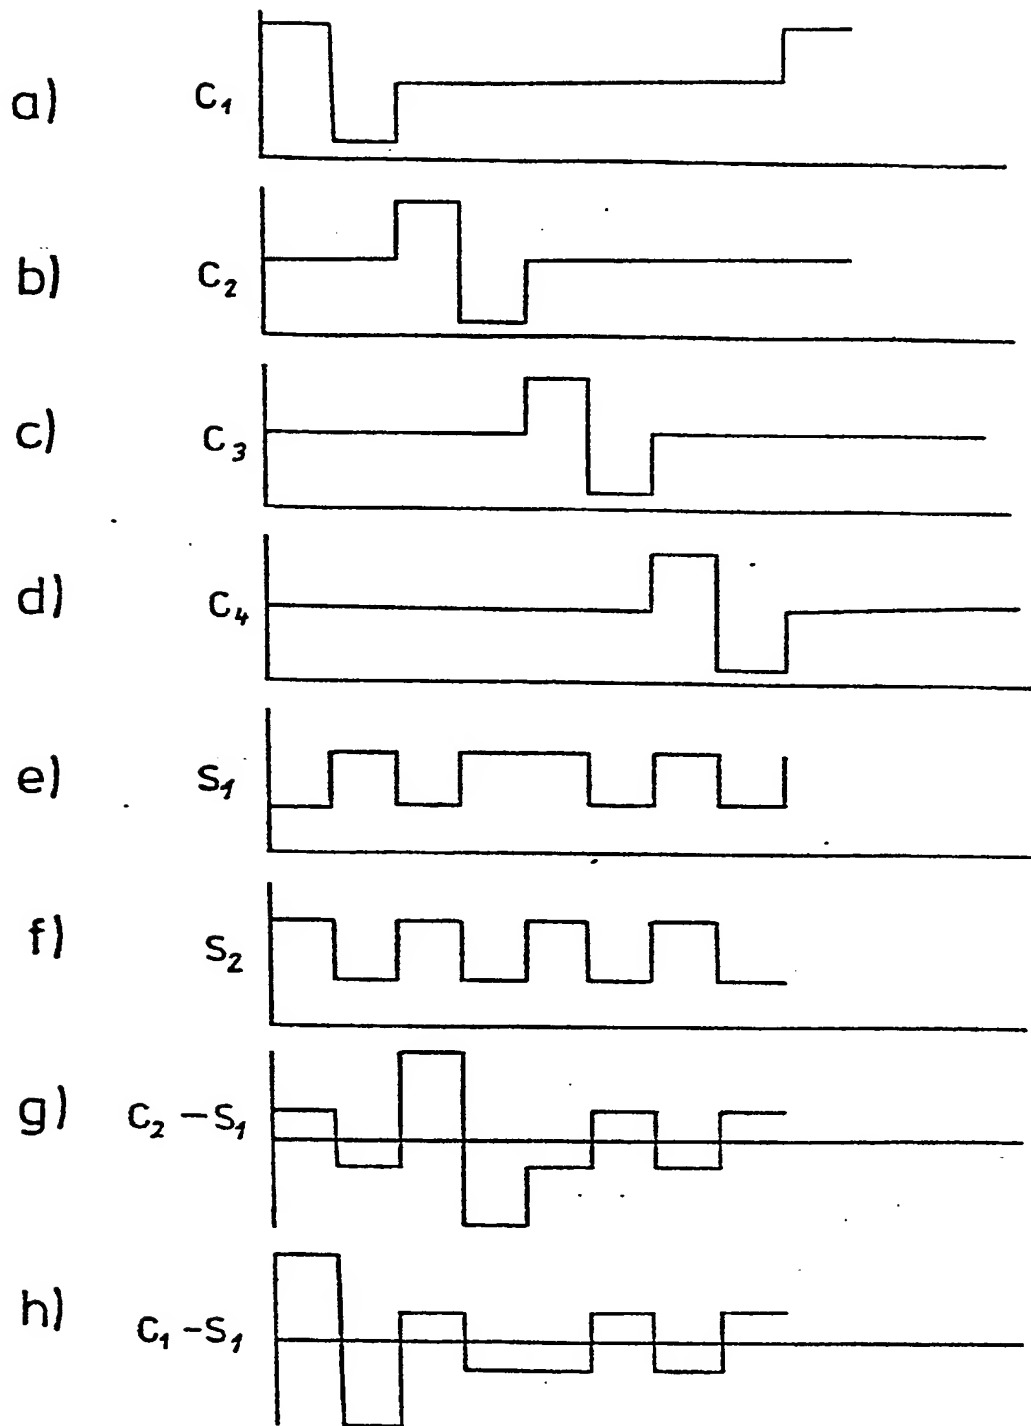 a) C₁
b) C₂
c) C₃
d) C₄
e) S₁
f) S₂
g) C₂ – S₁
h) C₁ – S₁